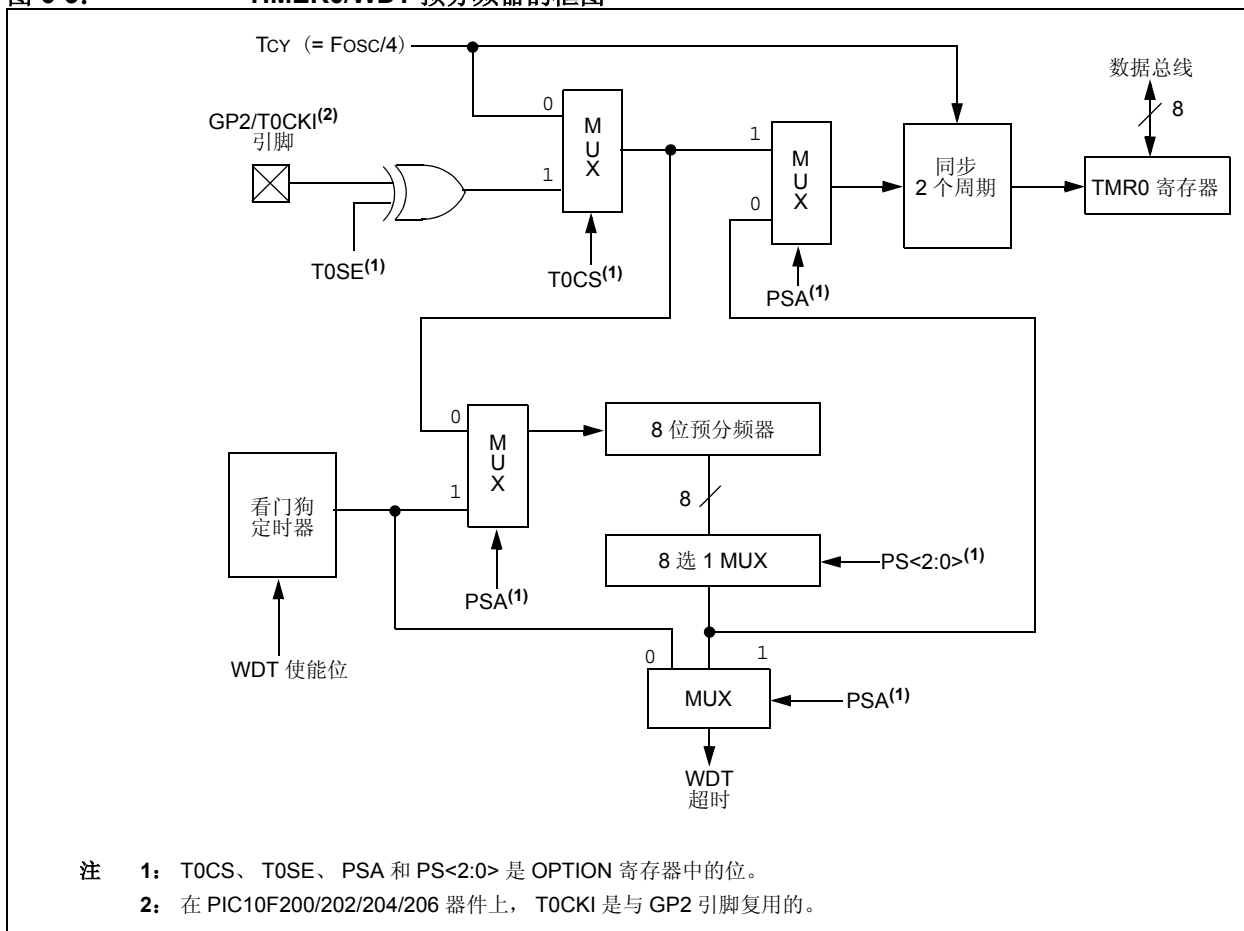 TCY （= FOSC/4）
数据总线
8
GP2/T0CKI(2)
引脚
0
1
M
U
X
1
0
M
U
X
同步
2 个周期
TMR0 寄存器
T0SE(1)
T0CS(1)
PSA(1)
0
1
M
U
X
8 位预分频器
看门狗
定时器
8
8 选 1 MUX
PS<2:0>(1)
PSA(1)
WDT 使能位
0
1
MUX
PSA(1)
WDT
超时
注 1： T0CS、 T0SE、 PSA 和 PS<2:0> 是 OPTION 寄存器中的位。
2： 在 PIC10F200/202/204/206 器件上， T0CKI 是与 GP2 引脚复用的。